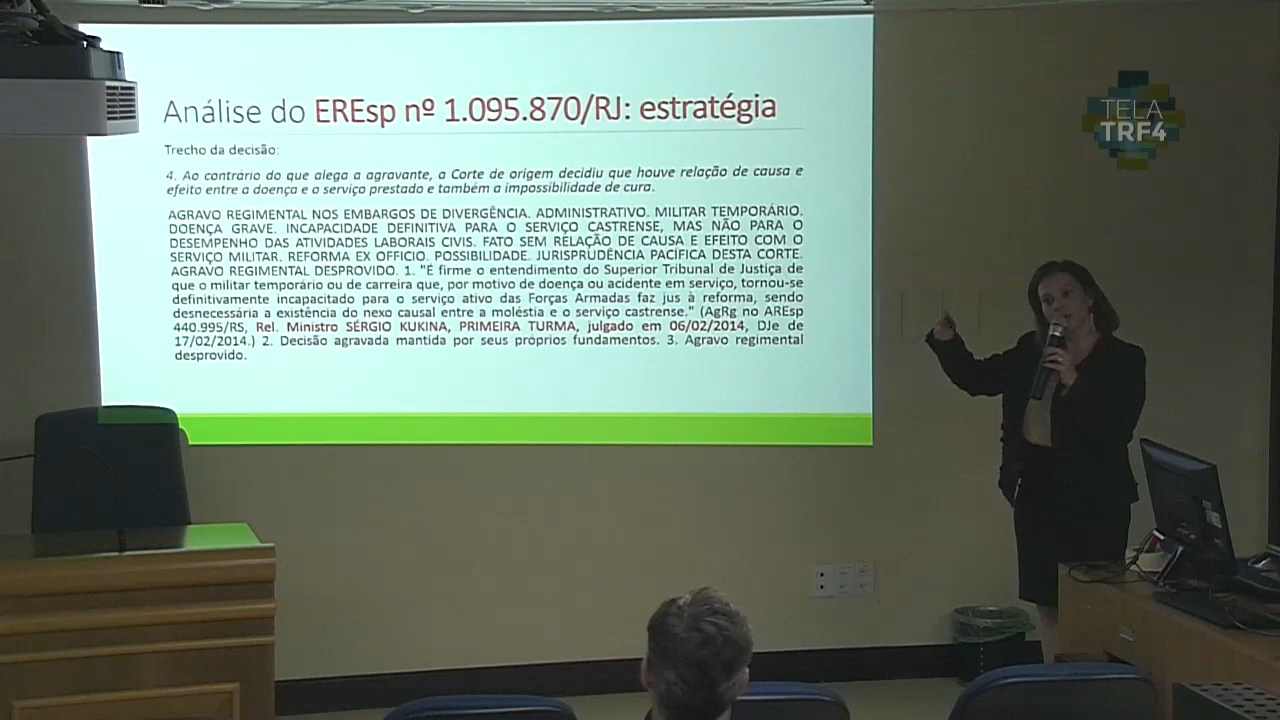 Análise do EREsp nº 1.095.870/RJ: estratégia
Trecho da decisão:
4. Ao contrário do que alega a agravante, a Corte de origem decidiu que houve relação de causa e
efeito entre a doença e o serviço prestado e também a impossibilidade de cura.
AGRAVO REGIMENTAL NOS EMBARGOS DE DIVERGÊNCIA. ADMINISTRATIVO. MILITAR TEMPORÁRIO.
DOENÇA GRAVE. INCAPACIDADE DEFINITIVA PARA O SERVIÇO CASTRENSE, MAS NÃO PARA O
DESEMPENHO DAS ATIVIDADES LABORAIS CIVIS. FATO SEM RELAÇÃO DE CAUSA E EFEITO COM O
SERVIÇO MILITAR. REFORMA EX OFFICIO. POSSIBILIDADE. JURISPRUDÊNCIA PACÍFICA DESTA CORTE.
AGRAVO REGIMENTAL DESPROVIDO. 1. "É firme o entendimento do Superior Tribunal de Justiça de
que o militar temporário ou de carreira que, por motivo de doença ou acidente em serviço, tornou-se
definitivamente incapacitado para o serviço ativo das Forças Armadas faz jus à reforma, sendo
desnecessária a existência do nexo causal entre a moléstia e o serviço castrense." (AgRg no AREsp
440.995/RS, Rel. Ministro SÉRGIO KUKINA, PRIMEIRA TURMA, julgado em 06/02/2014, DJe de
17/02/2014.) 2. Decisão agravada mantida por seus próprios fundamentos. 3. Agravo regimental
desprovido.
TELA
TRF4